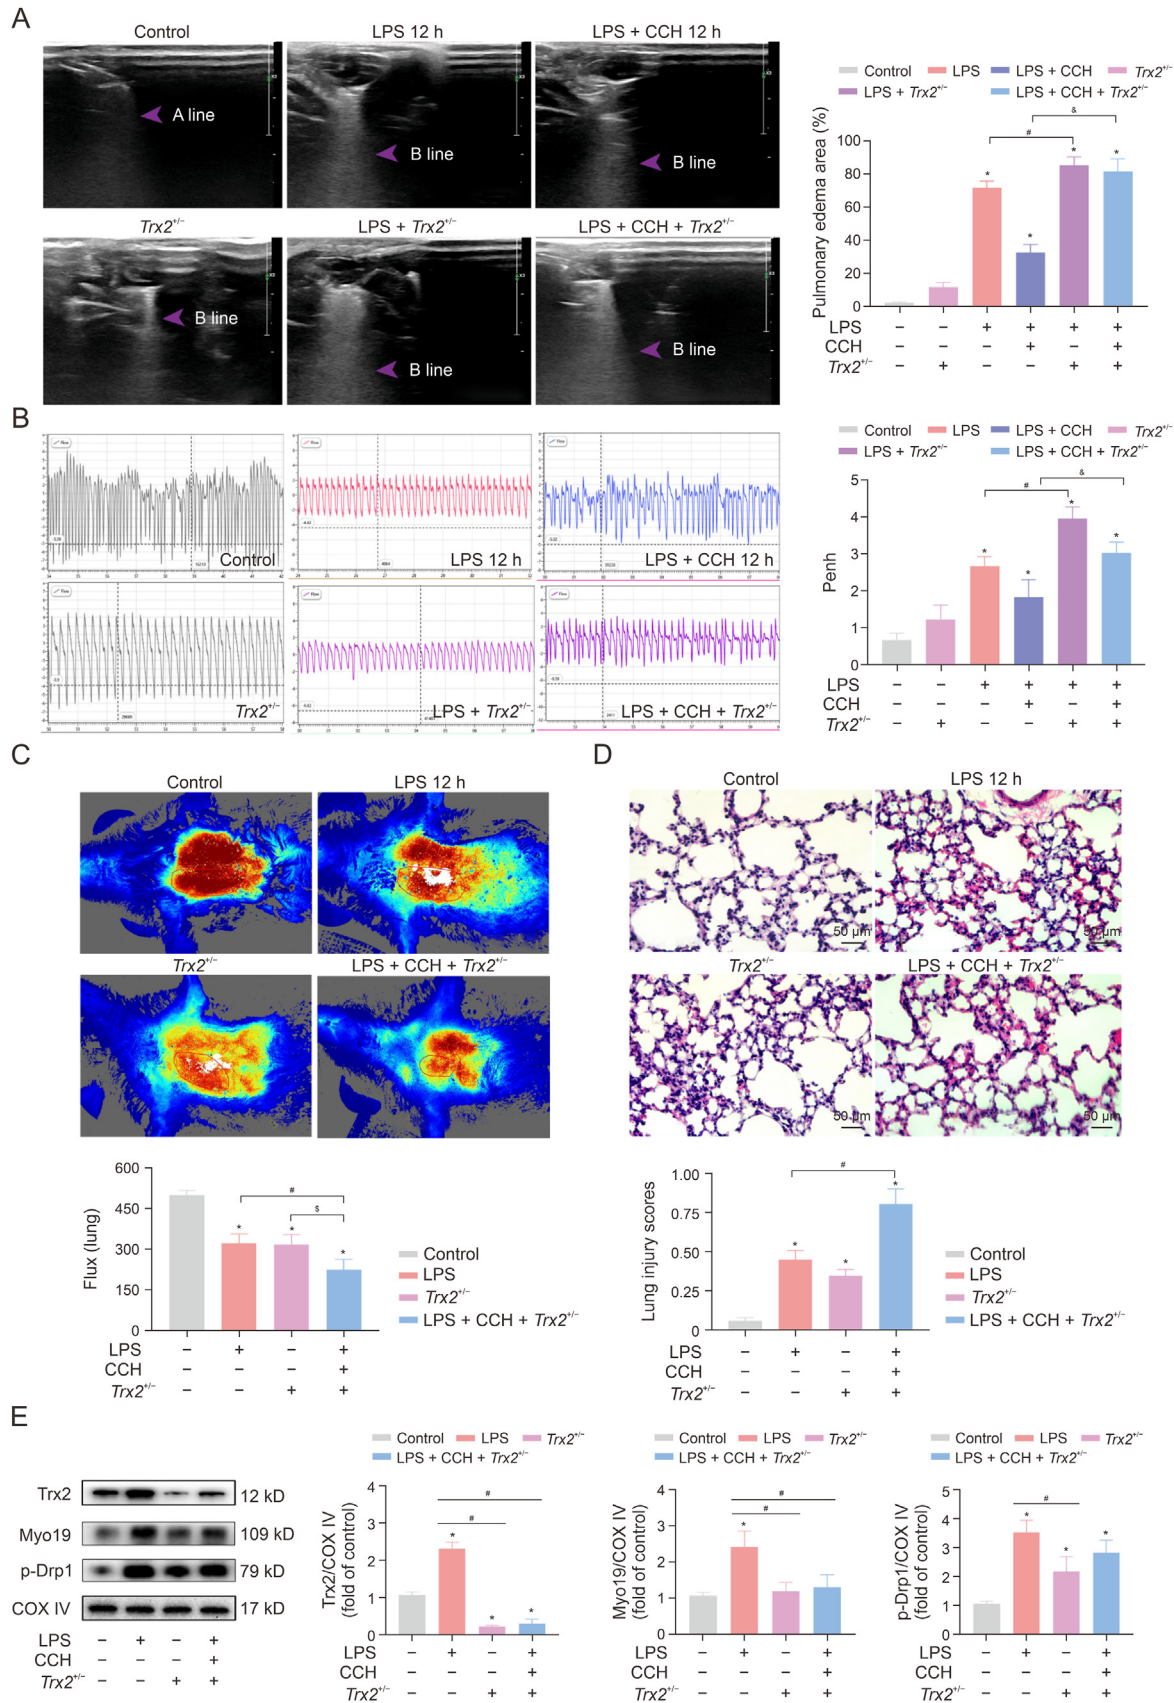 A
Control
LPS 12 h
LPS + CCH 12 h
A line
B line
B line
Trx2+/−
LPS + Trx2+/−
LPS + CCH + Trx2+/−
B line
B line
B line
Control LPS LPS + CCH Trx2+/−
LPS + Trx2+/− LPS + CCH + Trx2+/−
Pulmonary edema area (%)
100
80
60
40
20
0
&
#
* * * *
LPS − − + + + +
CCH − − − + − +
Trx2+/− − + − − + +
B
Flow
Flow
Flow
Control
LPS 12 h
LPS + CCH 12 h
Flow
Flow
Flow
Trx2+/−
LPS + Trx2+/−
LPS + CCH + Trx2+/−
Control LPS LPS + CCH Trx2+/−
LPS + Trx2+/− LPS + CCH + Trx2+/−
Penh
5
4
3
2
1
0
&
#
* * * *
LPS − − + + + +
CCH − − − + − +
Trx2+/− − + − − + +
C
Control
LPS 12 h
Trx2+/−
LPS + CCH + Trx2+/−
Flux (lung)
600
450
300
150
0
#
$
* * *
Control
LPS
Trx2+/−
LPS + CCH + Trx2+/−
LPS − + − +
CCH − − − +
Trx2+/− − − + +
D
Control
LPS 12 h
50 µm
50 µm
Trx2+/−
LPS + CCH + Trx2+/−
50 µm
50 µm
Lung injury scores
1.00
0.75
0.50
0.25
0
#
* * *
Control
LPS
Trx2+/−
LPS + CCH + Trx2+/−
LPS − + − +
CCH − − − +
Trx2+/− − − + +
E
Trx2 12 kD
Myo19 109 kD
p-Drp1 79 kD
COX IV 17 kD
LPS − + − +
CCH − − − +
Trx2+/− − − + +
Control LPS Trx2+/−
LPS + CCH + Trx2+/−
Trx2/COX IV
(fold of control)
4
3
2
1
0
#
#
* * *
LPS − + − +
CCH − − − +
Trx2+/− − − + +
Control LPS Trx2+/−
LPS + CCH + Trx2+/−
Myo19/COX IV
(fold of control)
4
3
2
1
0
#
#
*
LPS − + − +
CCH − − − +
Trx2+/− − − + +
Control LPS Trx2+/−
LPS + CCH + Trx2+/−
p-Drp1/COX IV
(fold of control)
5
4
3
2
1
0
#
* * *
LPS − + − +
CCH − − − +
Trx2+/− − − + +